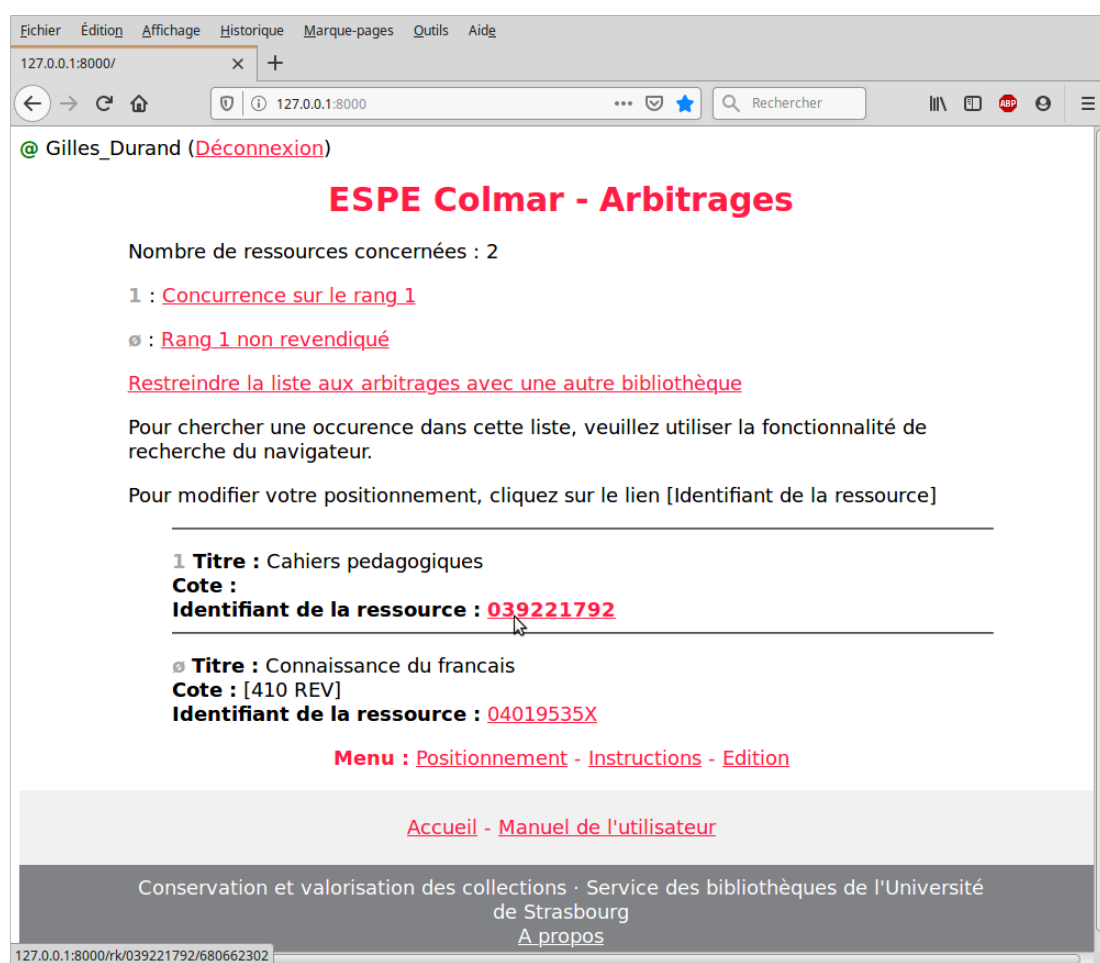 Fichier Édition Affichage Historique Marque-pages Outils Aide
127.0.0.1:8000/
127.0.0.1:8000
Rechercher
ABP
@ Gilles_Durand (Déconnexion)
ESPE Colmar - Arbitrages
Nombre de ressources concernées : 2
1 : Concurrence sur le rang 1
ø : Rang 1 non revendiqué
Restreindre la liste aux arbitrages avec une autre bibliothèque
Pour chercher une occurence dans cette liste, veuillez utiliser la fonctionnalité de
recherche du navigateur.
Pour modifier votre positionnement, cliquez sur le lien [Identifiant de la ressource]
1 Titre : Cahiers pedagogiques
Cote :
Identifiant de la ressource : 039221792
ø Titre : Connaissance du francais
Cote : [410 REV]
Identifiant de la ressource : 04019535X
Menu : Positionnement - Instructions - Edition
Accueil - Manuel de l'utilisateur
Conservation et valorisation des collections · Service des bibliothèques de l'Université
de Strasbourg
A propos
127.0.0.1:8000/rk/039221792/680662302